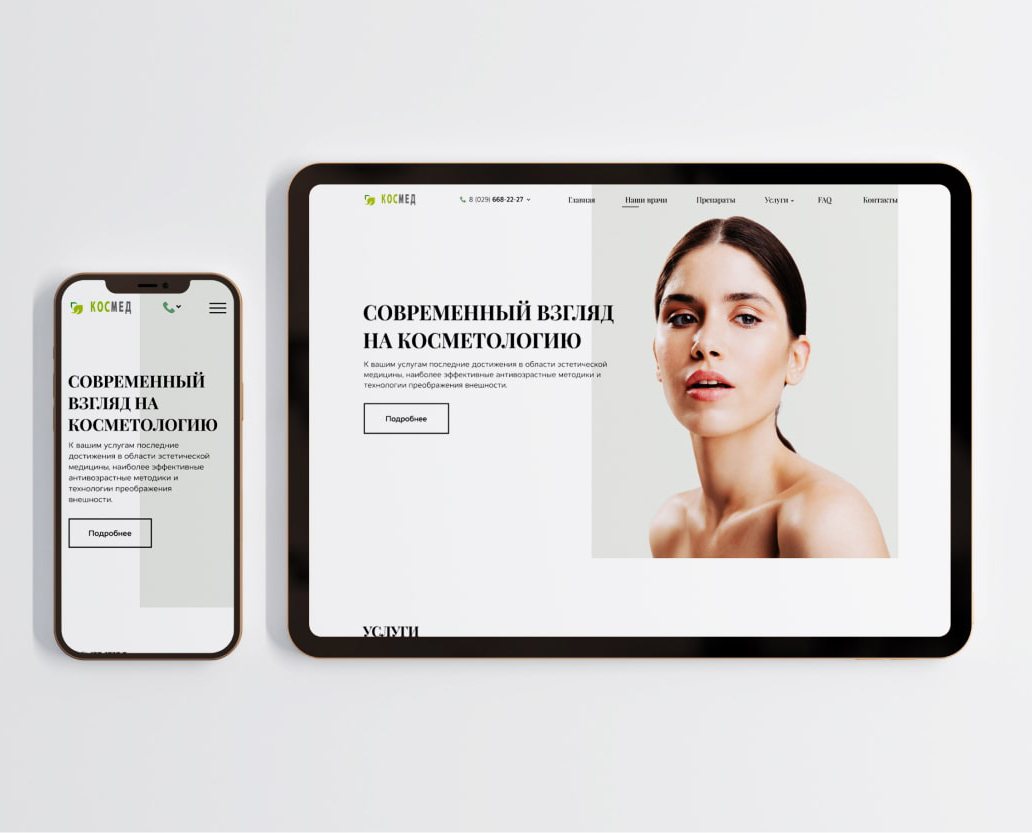 КОСМЕД
СОВРЕМЕННЫЙ
ВЗГЛЯД НА
КОСМЕТОЛОГИЮ
К вашим услугам последние
достижения в области эстетической
медицины, наиболее эффективные
антивозрастные методики и
технологии преображения
внешности.
Подробнее
КОСМЕД 8 (029) 668-22-27 Главная Наши врачи Препараты Услуги FAQ Контакты
СОВРЕМЕННЫЙ ВЗГЛЯД
НА КОСМЕТОЛОГИЮ
К вашим услугам последние достижения в области эстетической
медицины, наиболее эффективные антивозрастные методики и
технологии преображения внешности.
Подробнее
УСЛУГИ